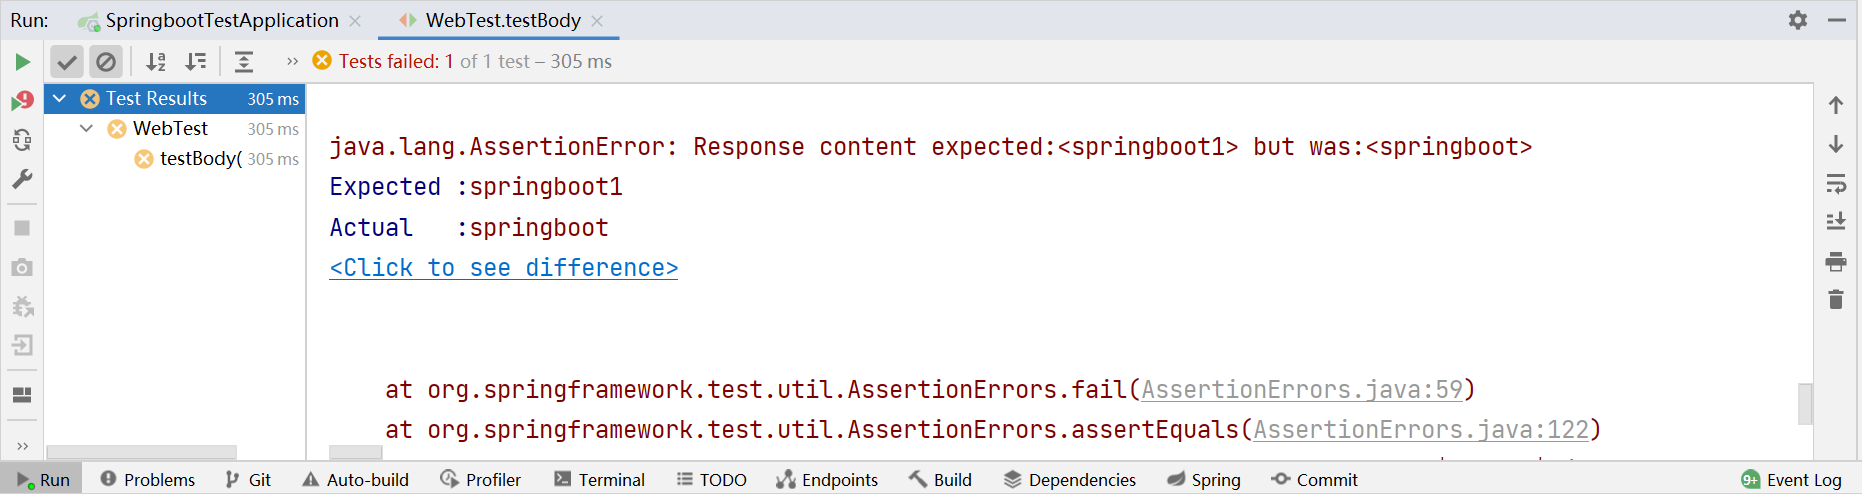 Run: SpringbootTestApplication WebTest.testBody
Tests failed: 1 of 1 test – 305 ms
Test Results 305 ms
WebTest 305 ms
testBody( 305 ms
java.lang.AssertionError: Response content expected:<springboot1> but was:<springboot>
Expected :springboot1
Actual :springboot
<Click to see difference>
at org.springframework.test.util.AssertionErrors.fail(AssertionErrors.java:59)
at org.springframework.test.util.AssertionErrors.assertEquals(AssertionErrors.java:122)
Run Problems Git Auto-build Profiler Terminal TODO Endpoints Build Dependencies Spring Commit 9+ Event Log